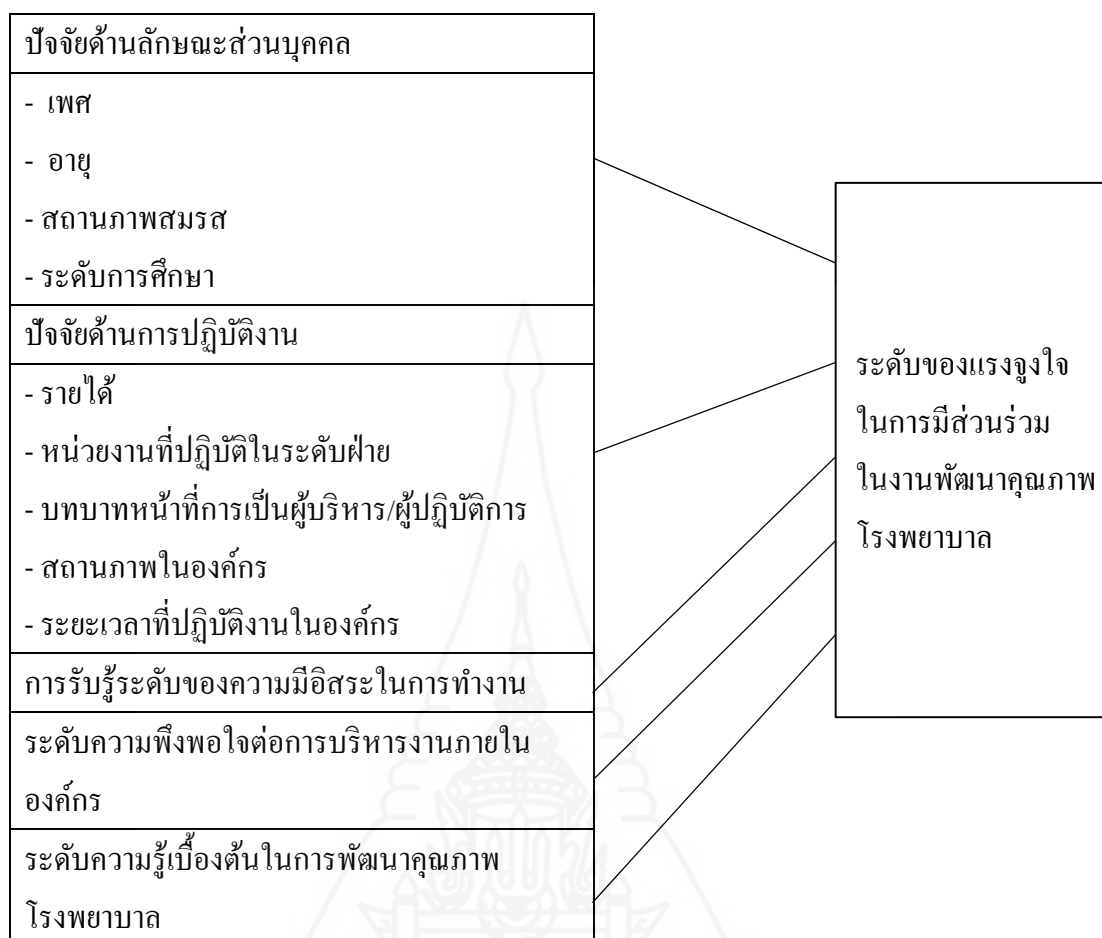 ปัจจัยด้านลักษณะส่วนบุคคล
- เพศ
- อายุ
- สถานภาพสมรส
- ระดับการศึกษา
ปัจจัยด้านการปฏิบัติงาน
- รายได้
- หน่วยงานที่ปฏิบัติในระดับฝ่าย
- บทบาทหน้าที่การเป็นผู้บริหาร/ผู้ปฏิบัติการ
- สถานภาพในองค์กร
- ระยะเวลาที่ปฏิบัติงานในองค์กร
การรับรู้ระดับของความมีอิสระในการทำงาน
ระดับความพึงพอใจต่อการบริหารงานภายใน
องค์กร
ระดับความรู้เบื้องต้นในการพัฒนาคุณภาพ
โรงพยาบาล
ระดับของแรงจูงใจ
ในการมีส่วนร่วม
ในงานพัฒนาคุณภาพ
โรงพยาบาล